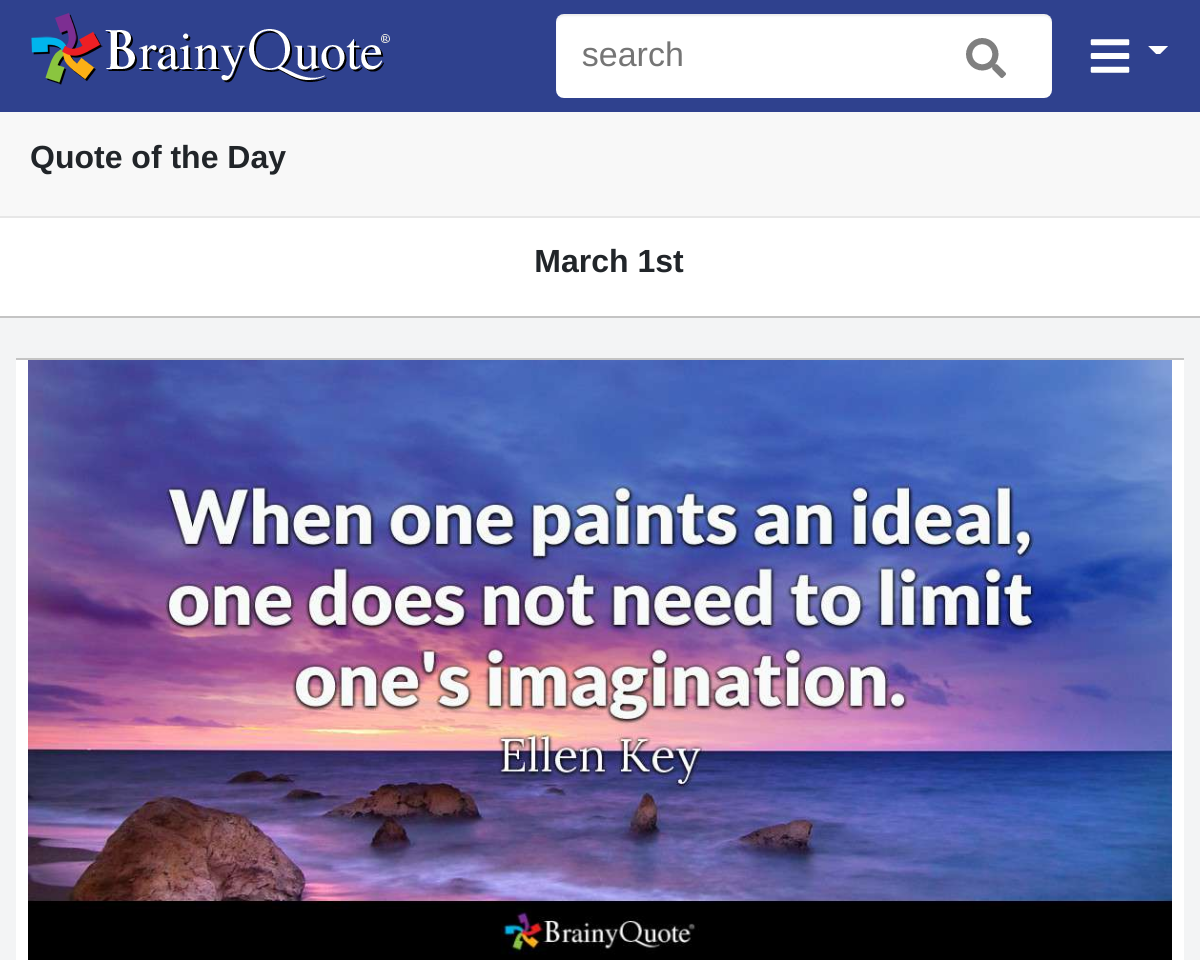 BrainyQuote®
search
Quote of the Day
March 1st
When one paints an ideal,
one does not need to limit
one's imagination.
Ellen Key
BrainyQuote®